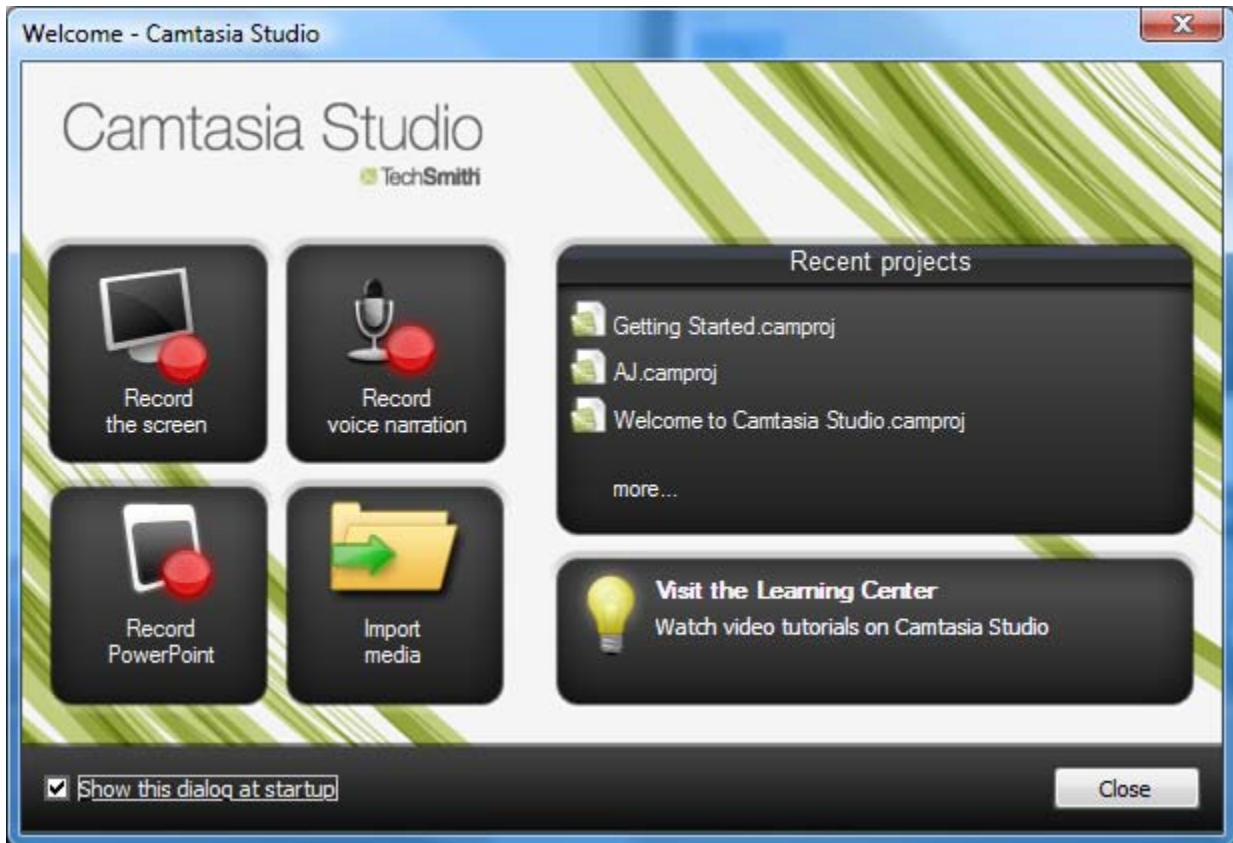 Welcome - Camtasia Studio
X
Camtasia Studio
TechSmith
Record
the screen
Record
voice narration
Record
PowerPoint
Import
media
Recent projects
Getting Started.camproj
AJ.camproj
Welcome to Camtasia Studio.camproj
more...
Visit the Learning Center
Watch video tutorials on Camtasia Studio
Show this dialog at startup
Close